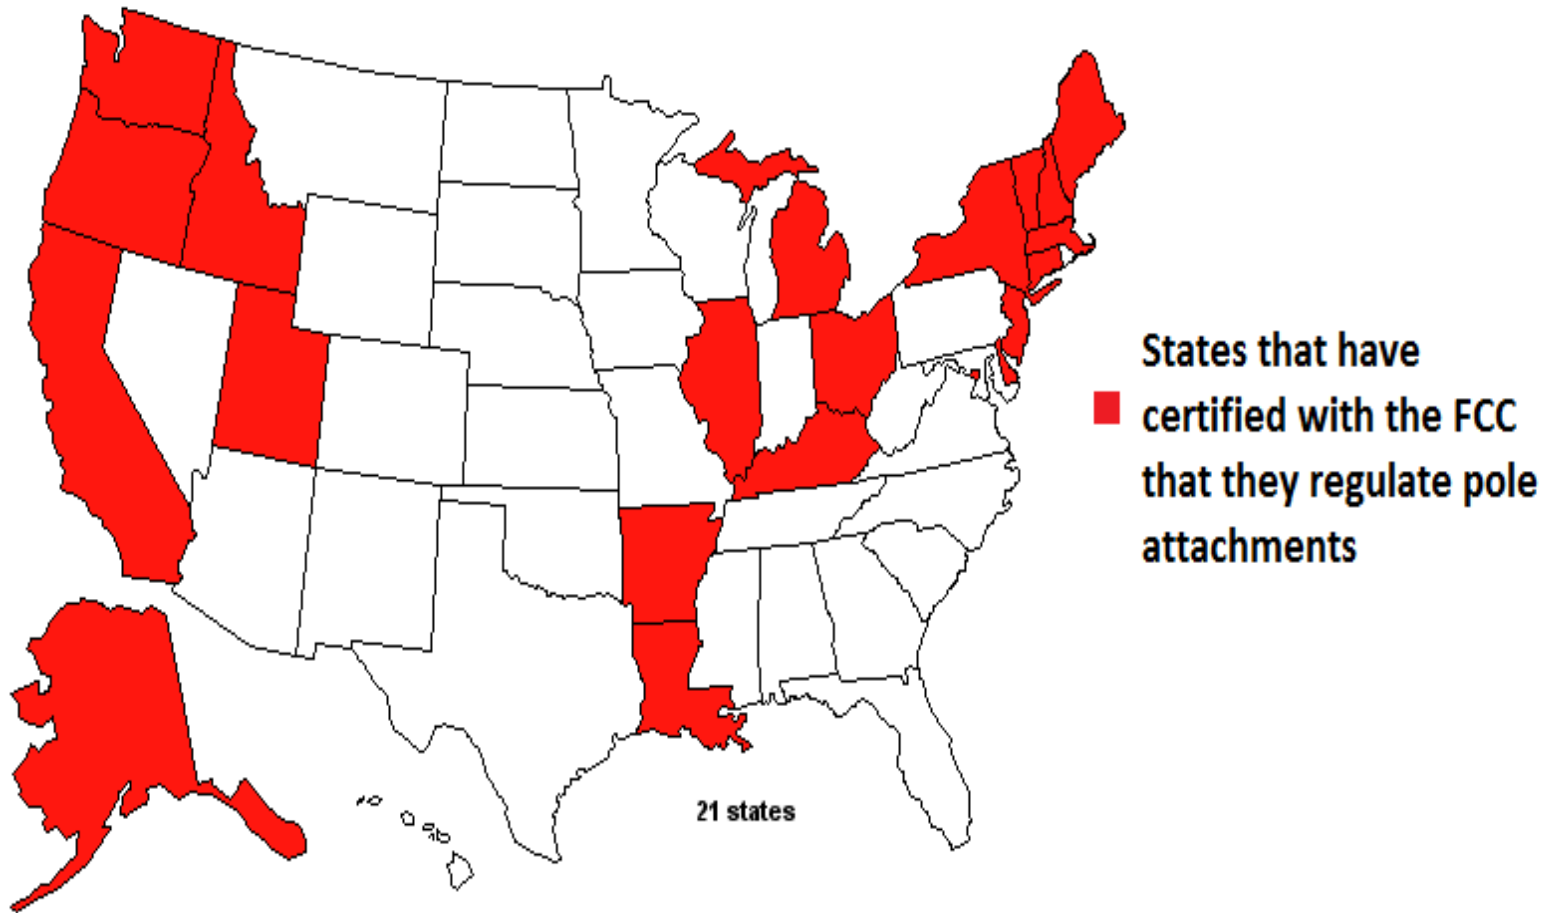 States that have
certified with the FCC
that they regulate pole
attachments
21 states